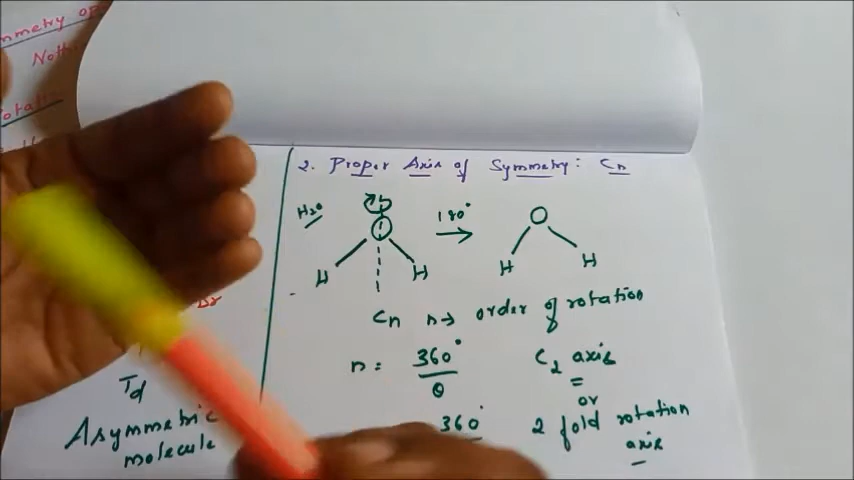 Td
Asymmetric
molecule
2. Proper Axis of Symmetry: Cn
H2O
180°
O
O
H
H
H
H
Cn n→ order of rotation
n = 360°
θ
C2 axis
=
or
360°
2 fold rotation
axis